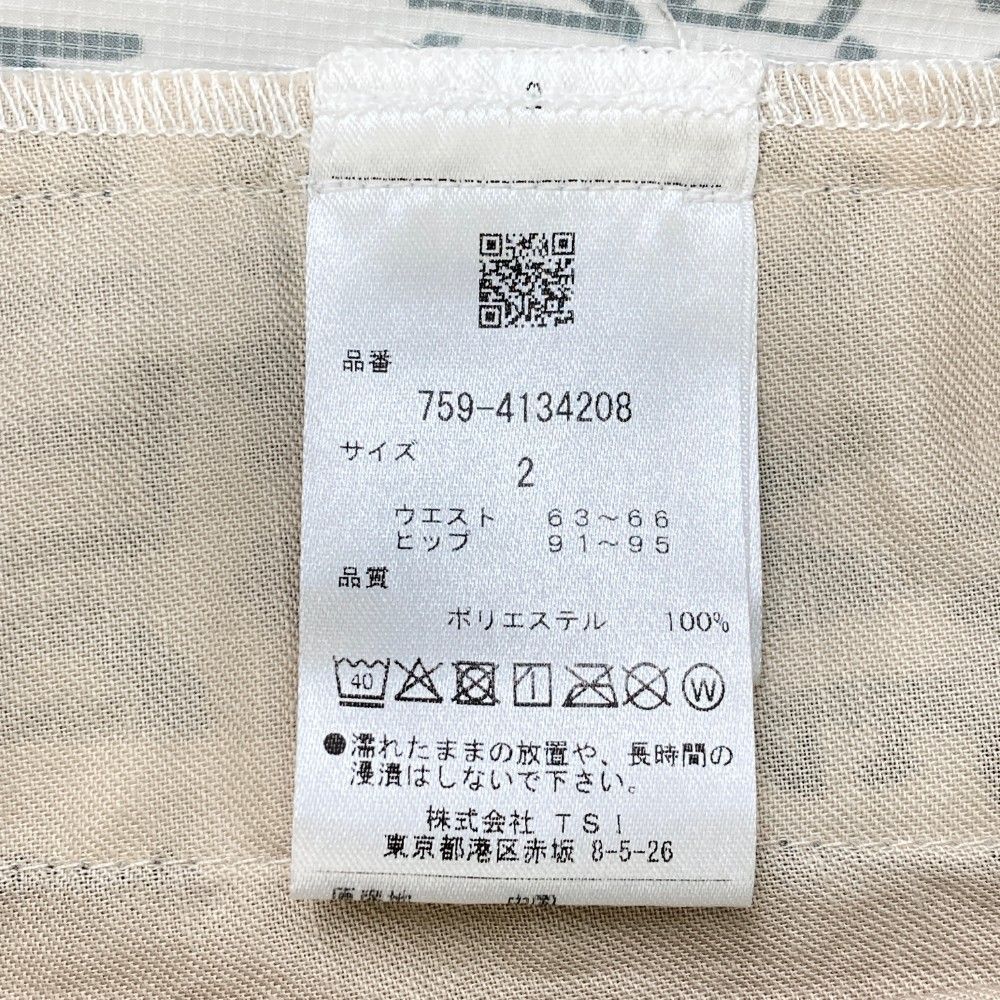 品番
759-4134208
サイズ
2
ウエスト 63～66
ヒップ 91～95
品質
ポリエステル 100%
40
W
●濡れたままの放置や、長時間の
浸漬はしないで下さい。
株式会社 TSI
東京都港区赤坂 8-5-26